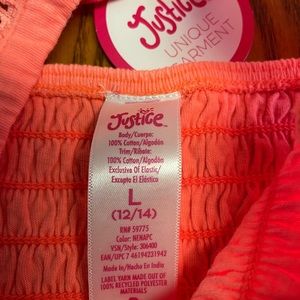 Justice
UNIQUE
GARMENT
Justice
Body/Cuerpo:
100% Cotton/Algodón
Trim/Ribete:
100% Cotton/Algodón
Exclusive Of Elastic/
Excepto El Elástico
L
(12/14)
RN# 59775
Color: NENAPC
VSN/Style: 306400
EAN/UPC 7 46194231942
Made In/Hecho En India
LABEL YARN MADE OUT OF
100% RECYCLED POLYESTER
MATERIALS